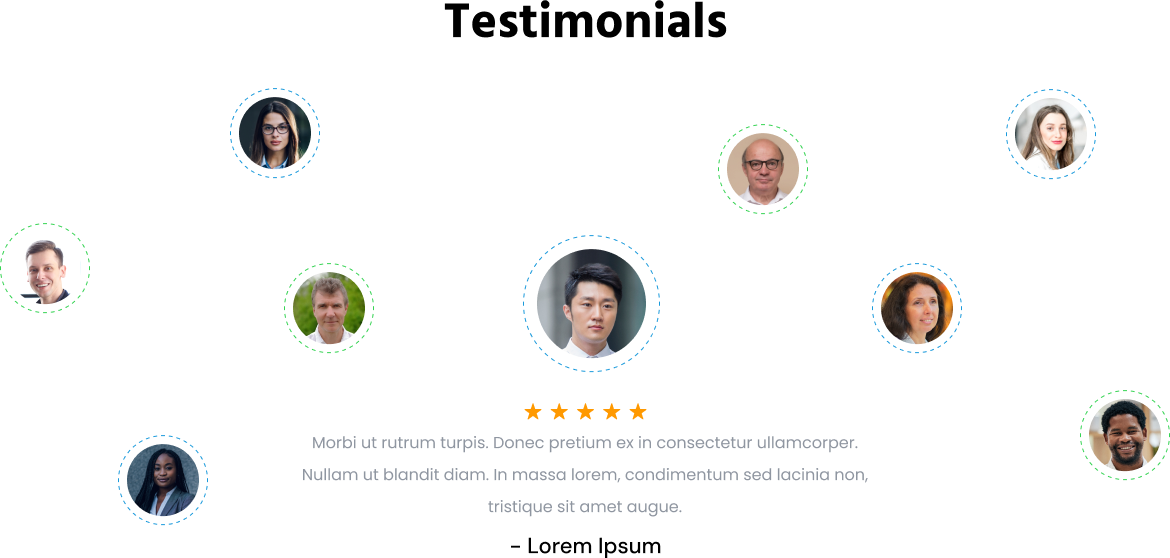 Testimonials
Morbi ut rutrum turpis. Donec pretium ex in consectetur ullamcorper.
Nullam ut blandit diam. In massa lorem, condimentum sed lacinia non,
tristique sit amet augue.
- Lorem Ipsum